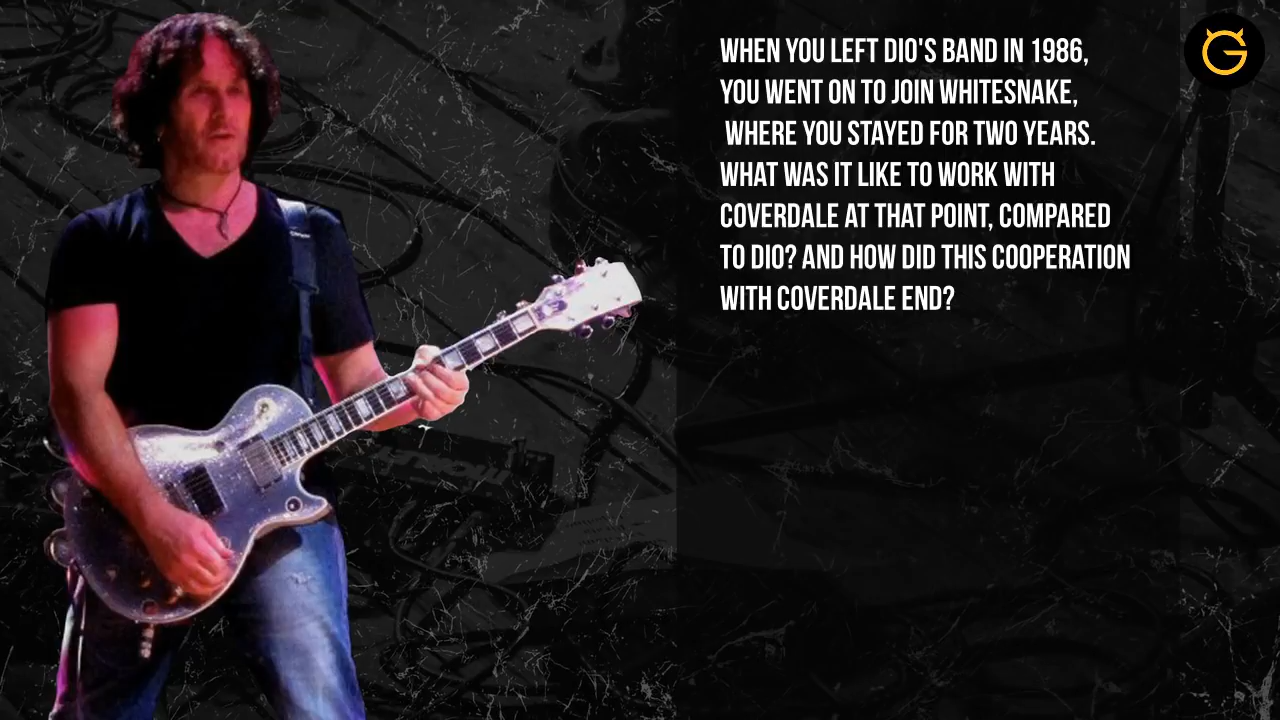 WHEN YOU LEFT DIO'S BAND IN 1986,
YOU WENT ON TO JOIN WHITESNAKE,
WHERE YOU STAYED FOR TWO YEARS.
WHAT WAS IT LIKE TO WORK WITH
COVERDALE AT THAT POINT, COMPARED
TO DIO? AND HOW DID THIS COOPERATION
WITH COVERDALE END?